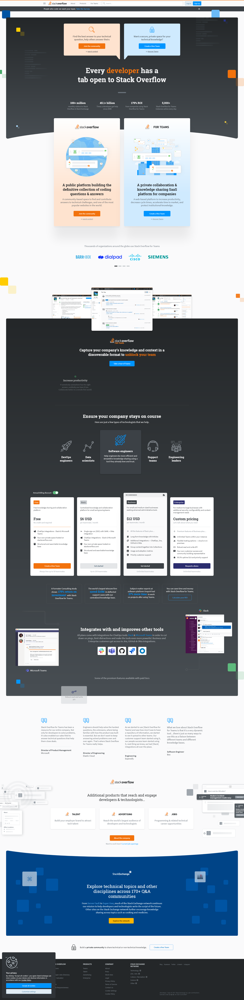 stackoverflow
About
Products
For Teams
Search...
Log in
Sign up
People who code: we want your input. Take the Survey
Find the best answer to your technical
question, help others answer theirs
Join the community
or search content
Want a secure, private space for your
technical knowledge?
Create a free Team
or discover Teams
Every developer has a
tab open to Stack Overflow
100+ million
monthly visitors to Stack
Overflow & Stack Exchange
45.1+ billion
Times a developer got help
since 2008
179% ROI
from companies using Stack
Overflow for Teams
5,000+
Stack Overflow for Teams
instances active every day
stackoverflow
A public platform building the
definitive collection of coding
questions & answers
A community-based space to find and contribute
answers to technical challenges, and one of the most
popular websites in the world.
Join the community
or search content
FOR TEAMS
A private collaboration &
knowledge sharing SaaS
platform for companies
A web-based platform to increase productivity,
decrease cycle times, accelerate time to market, and
protect institutional knowledge.
Create a free Team
or discover Teams
Thousands of organizations around the globe use Stack Overflow for Teams
BARKBOX
dialpad
CISCO
SIEMENS
For You
stackoverflow
FOR TEAMS
Capture your company's knowledge and context in a
discoverable format to unblock your team
Take a tour of Teams
Increase productivity
If somebody somewhere has the right
answer, suddenly you have it too.
Collaborate better in a remote-first world.
Ensure your company stays on course
Here are just a few types of technologists that we help.
DevOps
engineers
Data
scientists
Software engineers
Help engineers be more efficient and
streamline knowledge sharing using a
tool they already love and trust.
Support
teams
Engineering
leaders
Annual billing discount
Free
Free knowledge sharing and collaboration
platform
Free
No credit card required
ChatOps integrations - Slack & Microsoft
Teams
Your own private space hosted on
stackoverflow.com
Structured and searchable knowledge
base
Create a free Team
Always free up to 50 teammates
Basic
Centralized knowledge and collaboration
platform for small and growing teams
$6 USD
per teammate / month
Single sign-on (SSO) with SAML + Okta
integration
ChatOps integrations - Slack & Microsoft
Teams
Your own private space hosted on
stackoverflow.com
Structured and searchable knowledge
base
Get started
Up to 250 teammates
RECOMMENDED
Business
For small and medium-sized businesses
seeking advanced administrative tools
$12 USD
per teammate / month
All the features of Basic plus...
Long-form knowledge with Articles
Additional integrations — ChatOps, Jira,
GitHub & Okta
Group content together into Collections
Usage and adoption metrics
Priority customer support
Get started
Unlimited teammates
Enterprise
For medium to large businesses with
additional security, configurability and content
management needs
Custom pricing
Let's talk about what you need
Premium features of Business plus...
Unlimited Teams within your instance
Flexible hosting options — cloud or on-
premises
Robust read and write API
Your own customer success and
community building representative
99.5% uptime SLA and priority support
Request a demo
Unlimited teammates
A Forrester Consulting study
shows 179% return on
investment with Stack
Overflow for Teams.
The world's largest telecom firm
saved $10M in deflected
support cases with our
centralized knowledge base.
Subject-matter experts at
software platform Unqork had
27% more time to work
on projects after using Teams.
You can save time and money
with Stack Overflow for Teams.
Calculate your ROI
Slack
Integrates with and improves other tools
All plans come with integrations for ChatOps tools Slack & Microsoft Teams in order to cut
down on pings, limit distractions and make the tools even more powerful. Business and
Enterprise customers get access to Jira, GitHub & Okta integrations.
Microsoft Teams
Some of the premium features available with paid tiers
Robust read and write
API
Stack Overflow for Teams has been a
resource for our entire company. Not
only for developers to solve problems,
it's also enabled our sales field to
answer technical questions that help
them close deals.
Director of Product Management
Microsoft
Engineers should help solve the hardest
questions, the unknowns, where being
familiar with how the product was built
is essential. But we don't want to keep
answering solved problems over and
over again. That's where Stack Overflow
for Teams really helps.
Director of Engineering
Elastic Cloud
As we started to use [Stack Overflow for
Teams] and saw how nice it was to have
a repository of information, we started
to see it spread to other teams. Our
customer support team started using it,
our people success team started using
it, next thing we knew, we had [Slack]
integrations all over the place.
Engineering
Expensify
What we love about Stack Overflow
for Teams is that it's a very dynamic
tool…there's just so many ways to
use this as a liaison between
different teams and different
knowledge bases.
Software Engineer
Box
stackoverflow
Additional products that reach and engage
developers & technologists…
How to exit the VIM editor?
Modern incident
management made easy
TALENT
Build your employer brand to attract
tech talent
ADVERTISING
Reach the world's largest audience of
developers and technologists
JOBS
Programming & related technical
career opportunities
About the company
Want to work here? Current job openings
StackExchange
Explore technical topics and other
disciplines across 170+ Q&A
communities
From Server Fault to Super User, much of the Stack Exchange network continues
our mission to help developers and technologists write the script of the future.
Other sites on the Stack Exchange network further encourage knowledge
sharing across topics such as cooking and medicine.
Explore the network
Build a private community to share technical or non-technical knowledge.
Create a free Team
Your privacy
By clicking "Accept all cookies", you agree Stack Exchange can
store cookies on your device and disclose information in
accordance with our Cookie Policy.
Accept all cookies
Customize settings
PRODUCTS
Teams
Talent
Advertising
Enterprise
COMPANY
About
Press
Work Here
Legal
Privacy Policy
Terms of Service
Contact Us
Cookie Settings
Cookie Policy
STACK EXCHANGE
NETWORK
Technology
Life / Arts
Culture / Recreation
Science
Other
Blog
Facebook
Twitter
LinkedIn
Instagram